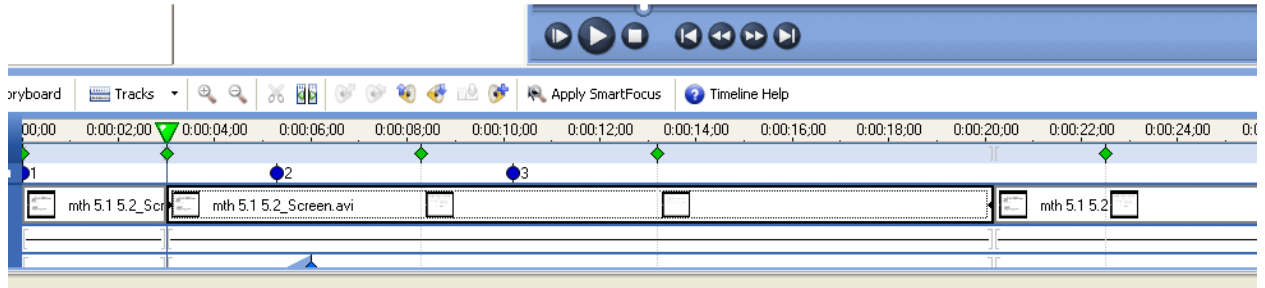 oryboard Tracks Apply SmartFocus Timeline Help
00;00 0:00:02;00 0:00:04;00 0:00:06;00 0:00:08;00 0:00:10;00 0:00:12;00 0:00:14;00 0:00:16;00 0:00:18;00 0:00:20;00 0:00:22;00 0:00:24;00 0:0
1 2 3
mth 5.1 5.2_Scr mth 5.1 5.2_Screen.avi mth 5.1 5.2